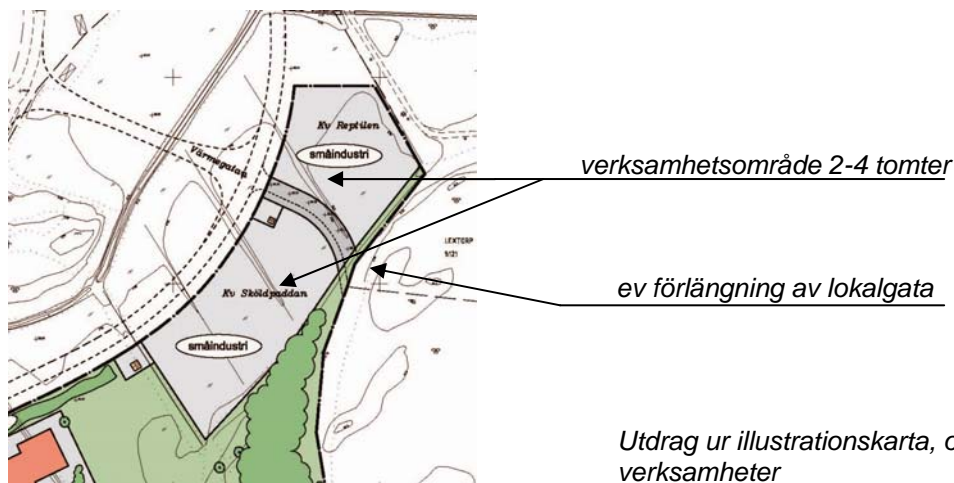 Kv Reptilen
småindustri
Värmegatan
verksamhetsområde 2-4 tomter
LEXTORP
ev förlängning av lokalgata
Kv Sköldpaddan
småindustri
Utdrag ur illustrationskarta, o
verksamheter